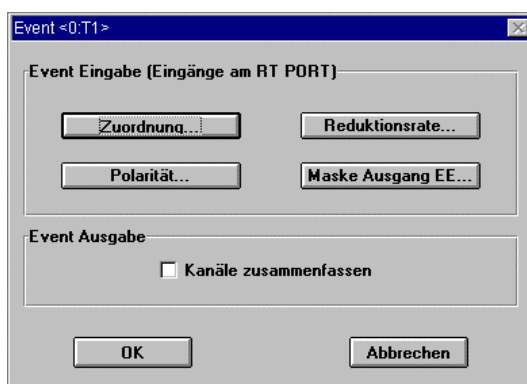 Event <0:T1>
Event Eingabe (Eingänge am RT PORT)
Zuordnung...
Reduktionsrate...
Polarität...
Maske Ausgang EE...
Event Ausgabe
Kanäle zusammenfassen
OK
Abbrechen